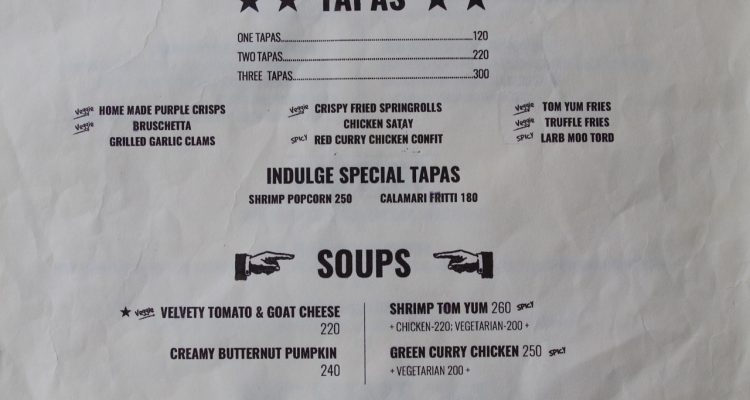 ★ ★ TAPAS ★ ★
ONE TAPAS 120
TWO TAPAS 220
THREE TAPAS 300
Veggie HOME MADE PURPLE CRISPS
Veggie BRUSCHETTA
GRILLED GARLIC CLAMS
Veggie CRISPY FRIED SPRINGROLLS
CHICKEN SATAY
SPICY RED CURRY CHICKEN CONFIT
Veggie TOM YUM FRIES
Veggie TRUFFLE FRIES
SPICY LARB MOO TORD
INDULGE SPECIAL TAPAS
SHRIMP POPCORN 250 CALAMARI FRITTI 180
SOUPS
★ Veggie VELVETY TOMATO & GOAT CHEESE
220
CREAMY BUTTERNUT PUMPKIN
240
SHRIMP TOM YUM 260 SPICY
+ CHICKEN-220; VEGETARIAN-200 +
GREEN CURRY CHICKEN 250 SPICY
+ VEGETARIAN 200 +